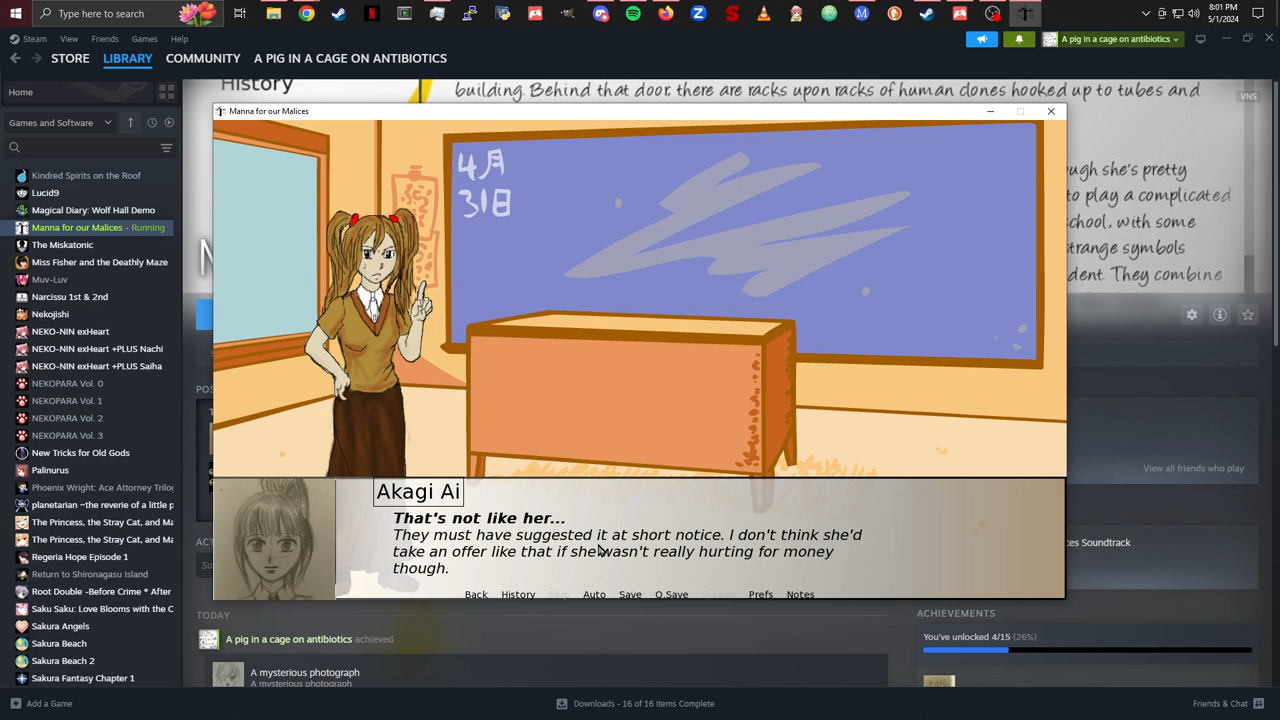 8:01 PM
5/1/2024
Steam View Friends Games Help
A pig in a cage on antibiotics
STORE LIBRARY COMMUNITY A PIG IN A CAGE ON ANTIBIOTICS
Home
History
building. Behind that door, there are racks upon racks of human clones hooked up to tubes and
VNS
Games and Software
Manna for our Malices
ugh she's pretty
to play a complicated
school, with some
strange symbols
dent. They combine
Kindred Spirits on the Roof
Lucid9
Magical Diary: Wolf Hall Demo
Manna for our Malices - Running
The Miskatonic
Miss Fisher and the Deathly Maze
Muv-Luv
Narcissu 1st & 2nd
Nekojishi
NEKO-NIN exHeart
NEKO-NIN exHeart +PLUS Nachi
NEKO-NIN exHeart +PLUS Saiha
NEKOPARA Vol. 0
NEKOPARA Vol. 1
NEKOPARA Vol. 2
NEKOPARA Vol. 3
New Tricks for Old Gods
Palinurus
Phoenix Wright: Ace Attorney Trilog
planetarian ~the reverie of a little p
The Princess, the Stray Cat, and Ma
The Princess, the Stray Cat, and Ma
Regeria Hope Episode 1
Return to Shironagasu Island
Root Double -Before Crime * After
Saku Saku: Love Blooms with the C
Sakura Angels
Sakura Beach
Sakura Beach 2
Sakura Fantasy Chapter 1
4月
31日
Akagi Ai
That's not like her...
They must have suggested it at short notice. I don't think she'd
take an offer like that if she wasn't really hurting for money
though.
Back History Skip Auto Save Q.Save Q.Load Prefs Notes
View all friends who play
ces Soundtrack
TODAY
A pig in a cage on antibiotics achieved
A mysterious photograph
A mysterious photograph
ACHIEVEMENTS
You've unlocked 4/15 (26%)
Add a Game
Downloads - 16 of 16 Items Complete
Friends & Chat